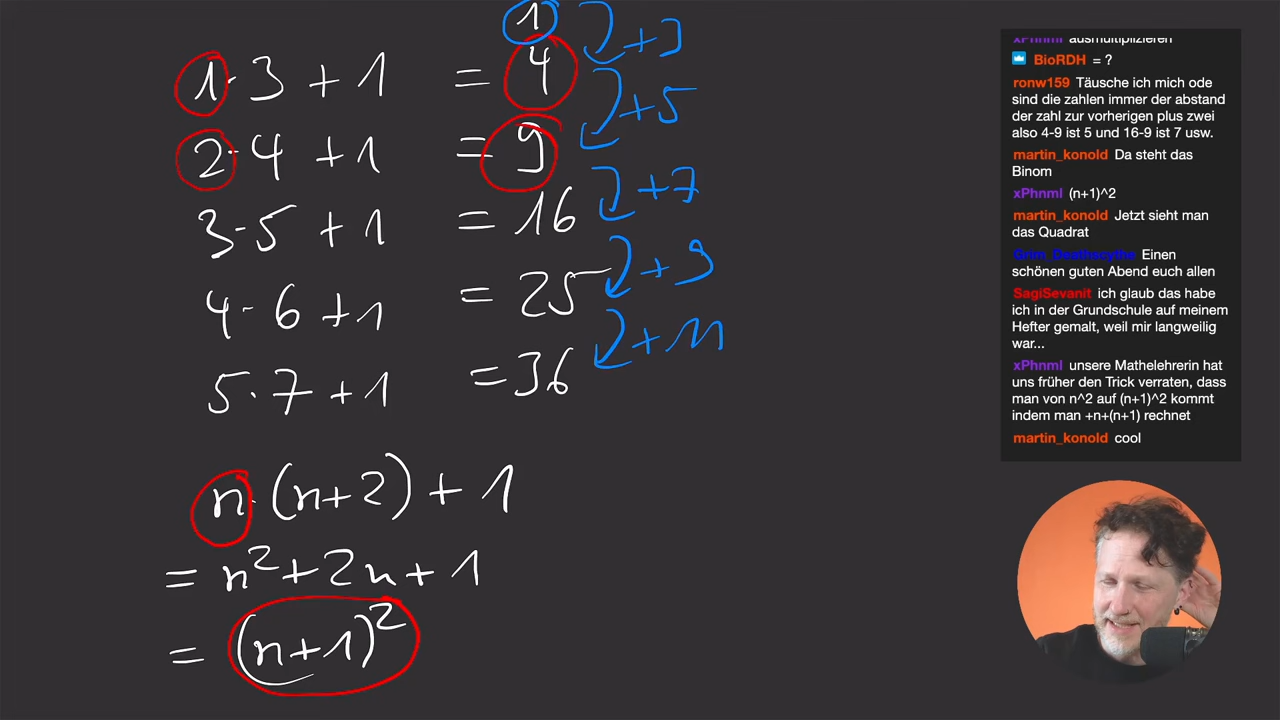 1
1·3 + 1 = 4 +3
2·4 + 1 = 9 +5
3·5 + 1 = 16 +7
4·6 + 1 = 25 +9
5·7 + 1 = 36 +11
n·(n+2) + 1
= n²+2n+1
= (n+1)²
xPhnml ausmultiplizieren
BioRDH = ?
ronw159 Täusche ich mich ode
sind die zahlen immer der abstand
der zahl zur vorherigen plus zwei
also 4-9 ist 5 und 16-9 ist 7 usw.
martin_konold Da steht das
Binom
xPhnml (n+1)^2
martin_konold Jetzt sieht man
das Quadrat
Grim_Deathscythe Einen
schönen guten Abend euch allen
SagiSevanit ich glaub das habe
ich in der Grundschule auf meinem
Hefter gemalt, weil mir langweilig
war...
xPhnml unsere Mathelehrerin hat
uns früher den Trick verraten, dass
man von n^2 auf (n+1)^2 kommt
indem man +n+(n+1) rechnet
martin_konold cool